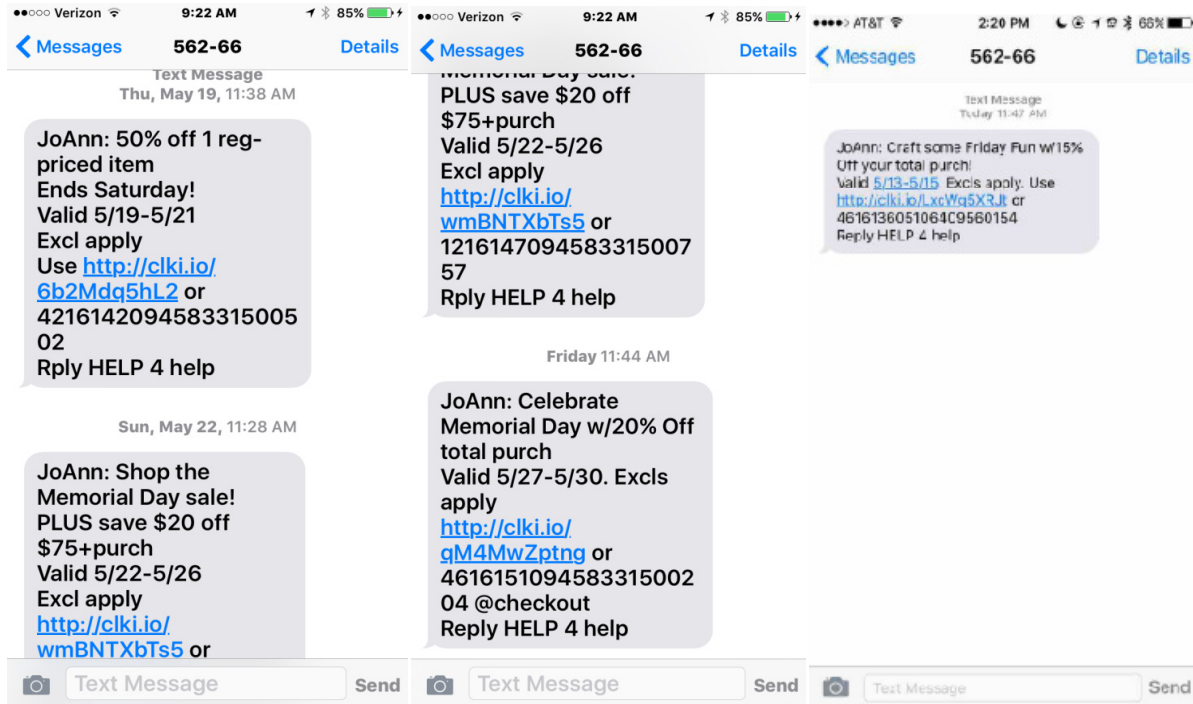 Verizon 9:22 AM 85%
Messages 562-66 Details
Text Message
Thu, May 19, 11:38 AM
JoAnn: 50% off 1 reg-
priced item
Ends Saturday!
Valid 5/19-5/21
Excl apply
Use http://clki.io/
6b2Mdq5hL2 or
42161420945833150005
02
Rply HELP 4 help
Sun, May 22, 11:28 AM
JoAnn: Shop the
Memorial Day sale!
PLUS save $20 off
$75+purch
Valid 5/22-5/26
Excl apply
http://clki.io/
wmBNTXbTs5 or
Text Message Send
Verizon 9:22 AM 85%
Messages 562-66 Details
Memorial Day sale!
PLUS save $20 off
$75+purch
Valid 5/22-5/26
Excl apply
http://clki.io/
wmBNTXbTs5 or
12161470945833150007
57
Rply HELP 4 help
Friday 11:44 AM
JoAnn: Celebrate
Memorial Day w/20% Off
total purch
Valid 5/27-5/30. Excls
apply
http://clki.io/
qM4MwZptng or
46161510945833150002
04 @checkout
Reply HELP 4 help
Text Message Send
AT&T 2:20 PM 66%
Messages 562-66 Details
Text Message
Today 11:47 AM
JoAnn: Craft some Friday Fun w/15%
Off your total purch!
Valid 5/13-5/15 Excls apply. Use
http://clki.io/LxcWq5XRJt or
Reply HELP 4 help
Text Message Send